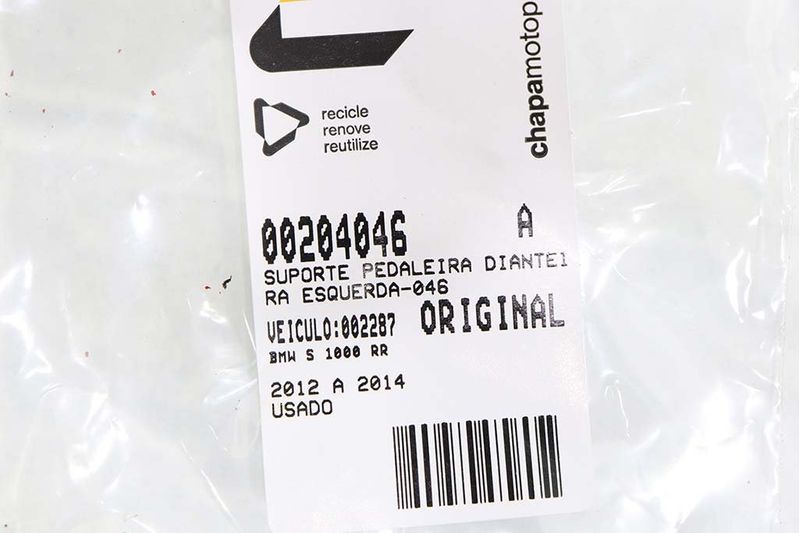 chapamotop
recicle
renove
reutilize
00204046 A
SUPORTE PEDALEIRA DIANTEI
RA ESQUERDA-046
VEICULO:002287 ORIGINAL
BMW S 1000 RR
2012 A 2014
USADO